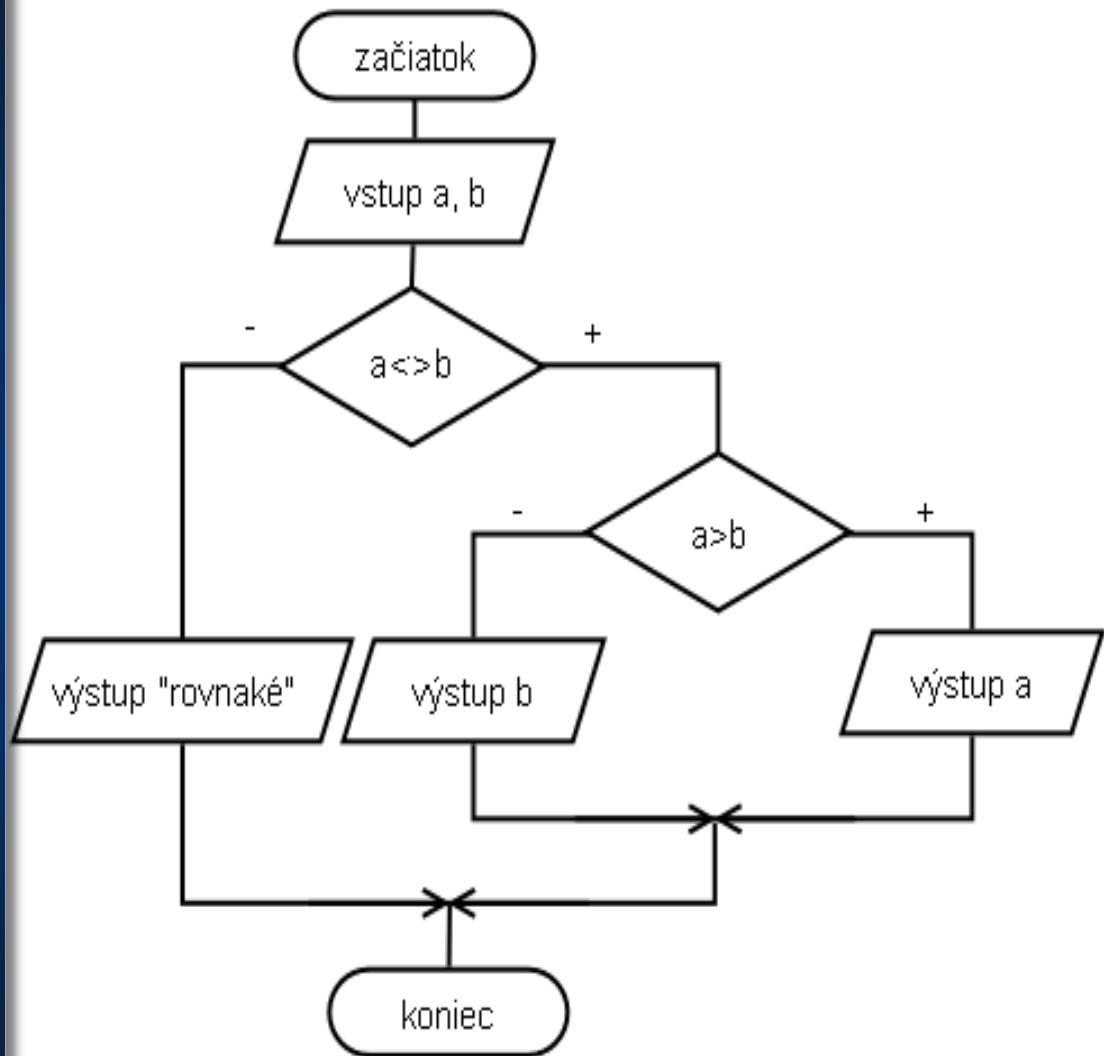 začiatok
vstup a, b
-
+
a<>b
-
+
a>b
výstup "rovnaké"
výstup b
výstup a
koniec